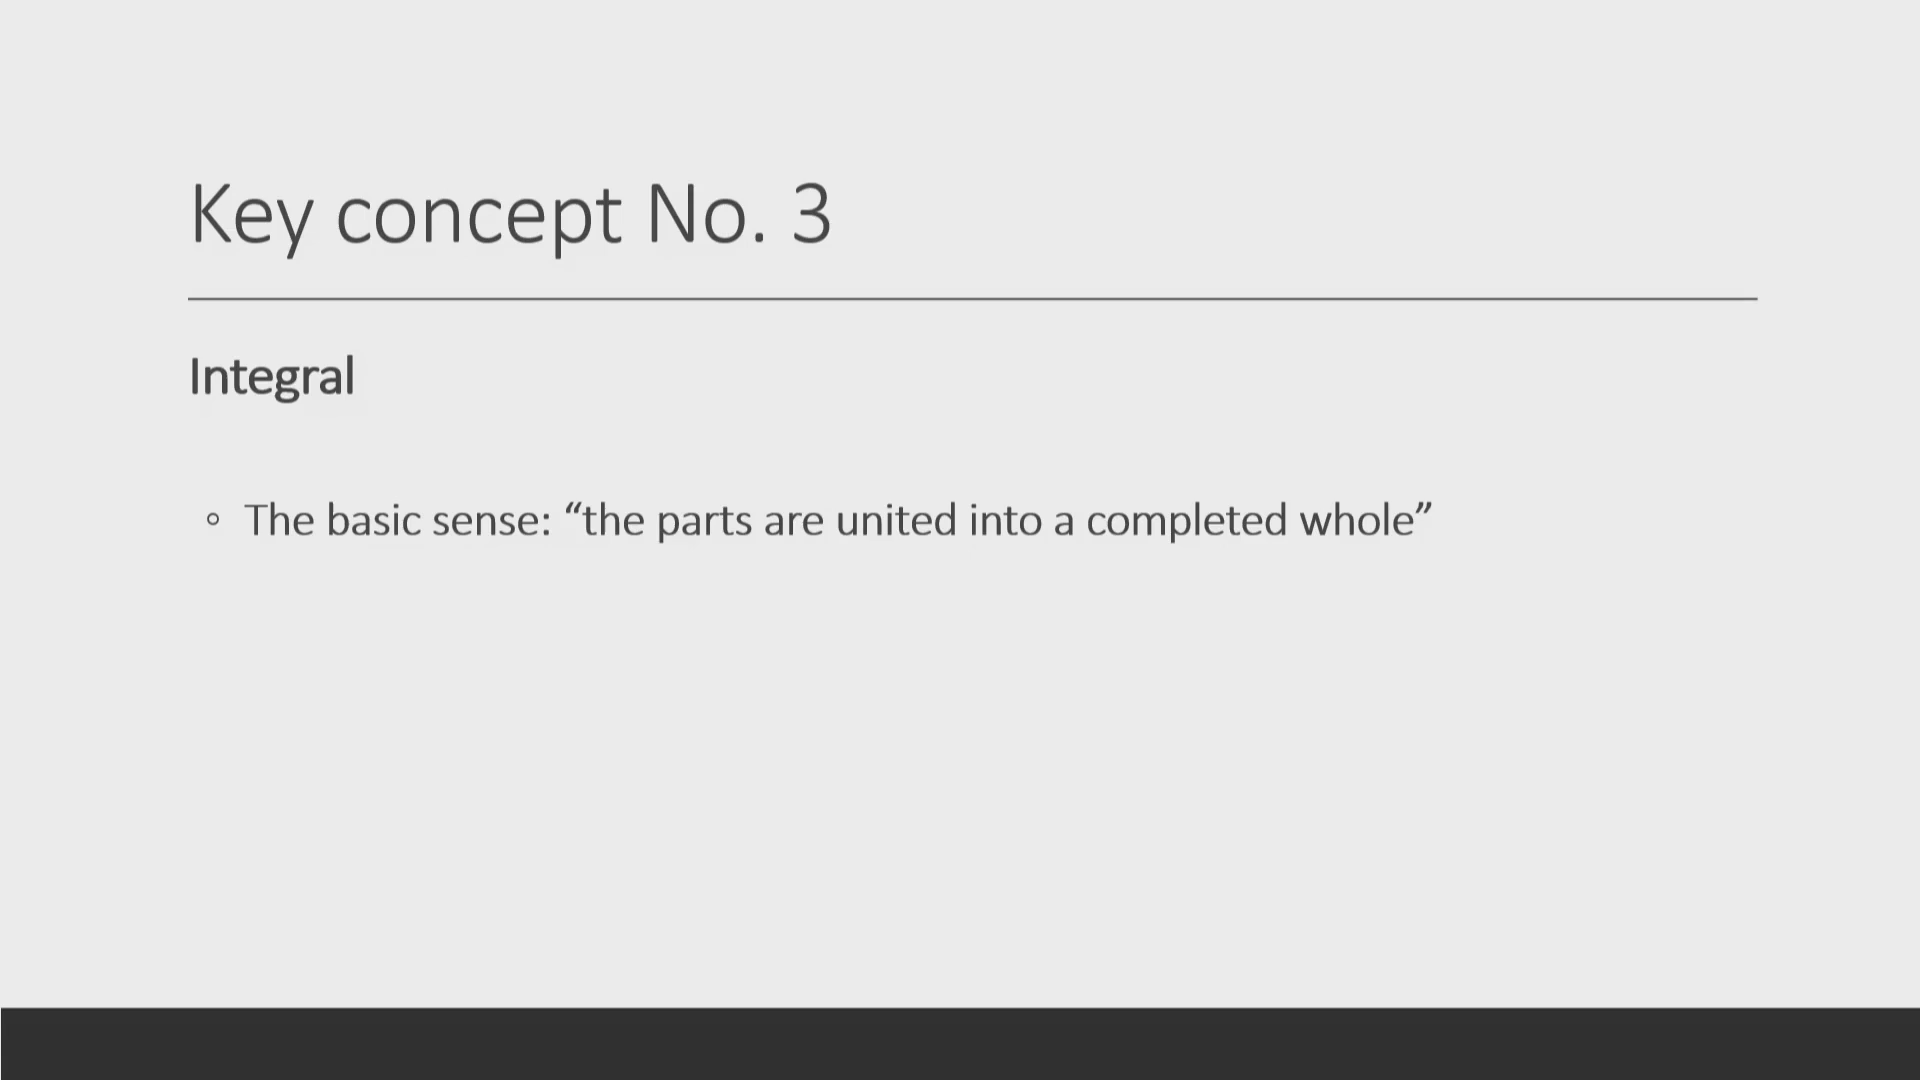 Key concept No. 3
Integral
◦ The basic sense: “the parts are united into a completed whole”